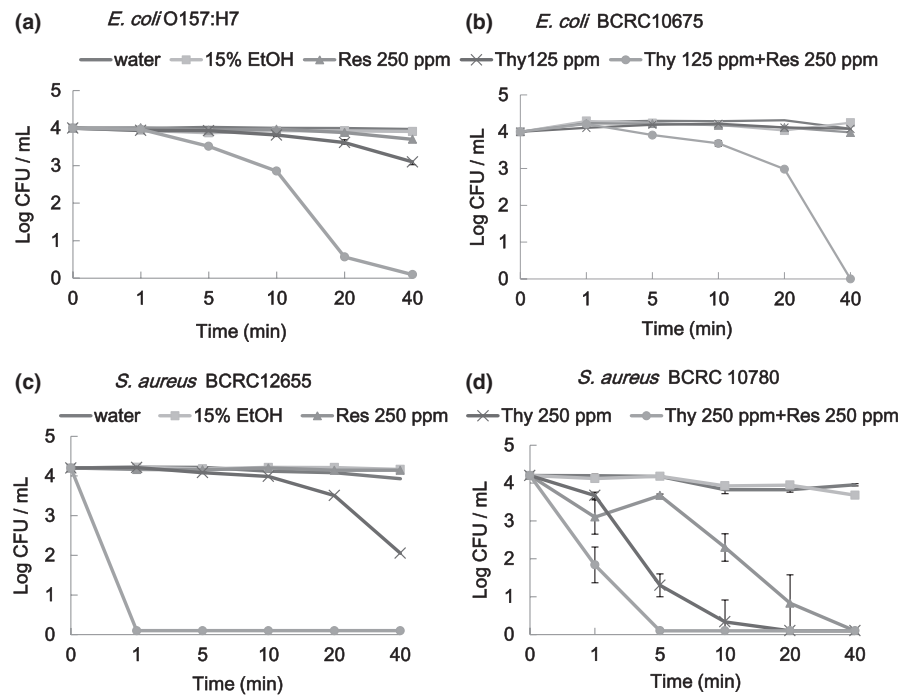 (a) E. coli O157:H7
(b) E. coli BCRC10675
water 15% EtOH Res 250 ppm Thy125 ppm Thy 125 ppm+Res 250 ppm
5
4
3
2
1
0
Log CFU / mL
0 1 5 10 20 40
Time (min)
5
4
3
2
1
0
Log CFU / mL
0 1 5 10 20 40
Time (min)
(c) S. aureus BCRC12655
(d) S. aureus BCRC 10780
water 15% EtOH Res 250 ppm Thy 250 ppm Thy 250 ppm+Res 250 ppm
5
4
3
2
1
0
Log CFU / mL
0 1 5 10 20 40
Time (min)
5
4
3
2
1
0
Log CFU / mL
0 1 5 10 20 40
Time (min)